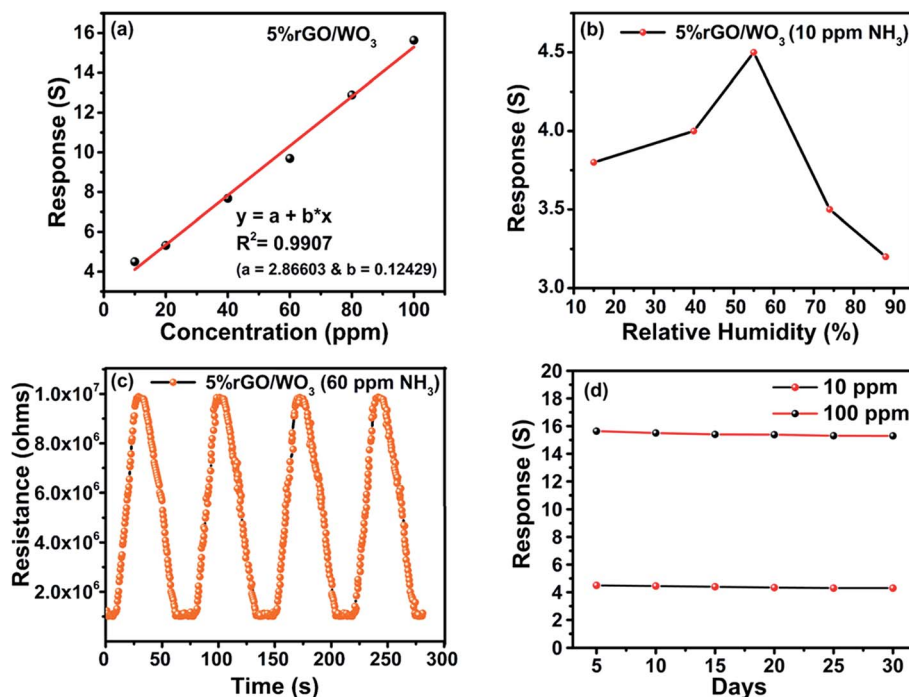 (a)
5%rGO/WO₃
16
14
12
10
8
6
4
Response (S)
y = a + b*x
R²= 0.9907
(a = 2.86603 & b = 0.12429)
0 20 40 60 80 100
Concentration (ppm)
(b)
5%rGO/WO₃ (10 ppm NH₃)
4.5
4.0
3.5
3.0
Response (S)
10 20 30 40 50 60 70 80 90
Relative Humidity (%)
(c)
5%rGO/WO₃ (60 ppm NH₃)
1.0x10⁷
8.0x10⁶
6.0x10⁶
4.0x10⁶
2.0x10⁶
Resistance (ohms)
0 50 100 150 200 250 300
Time (s)
(d)
10 ppm
100 ppm
20
18
16
14
12
10
8
6
4
2
0
Response (S)
5 10 15 20 25 30
Days